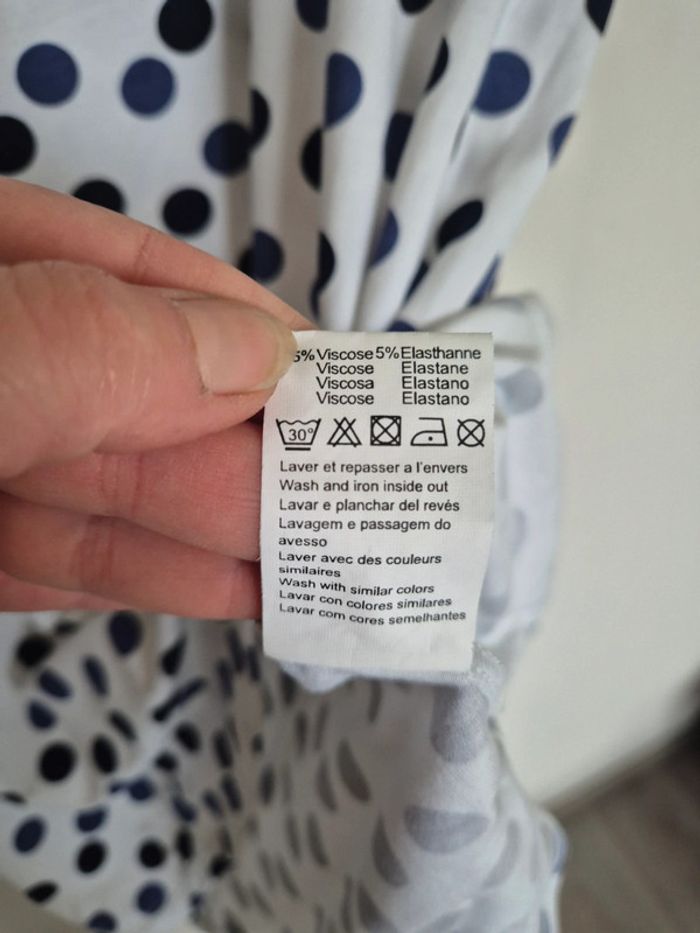 5% Viscose 5% Elasthanne
Viscose Elastane
Viscosa Elastano
Viscose Elastano
30°
Laver et repasser a l'envers
Wash and iron inside out
Lavar e planchar del revés
Lavagem e passagem do
avesso
Laver avec des couleurs
similaires
Wash with similar colors
Lavar con colores similares
Lavar com cores semelhantes